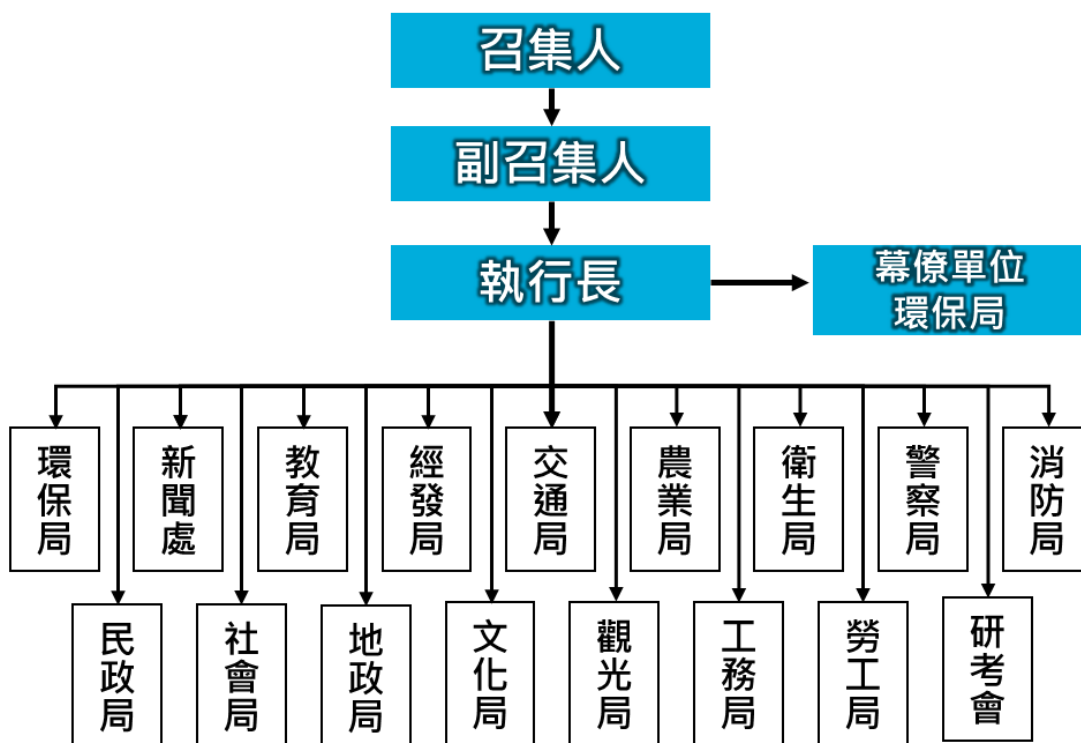 召集人
副召集人
執行長
幕僚單位
環保局
環保局
新聞處
教育局
經發局
交通局
農業局
衛生局
警察局
消防局
民政局
社會局
地政局
文化局
觀光局
工務局
勞工局
研考會